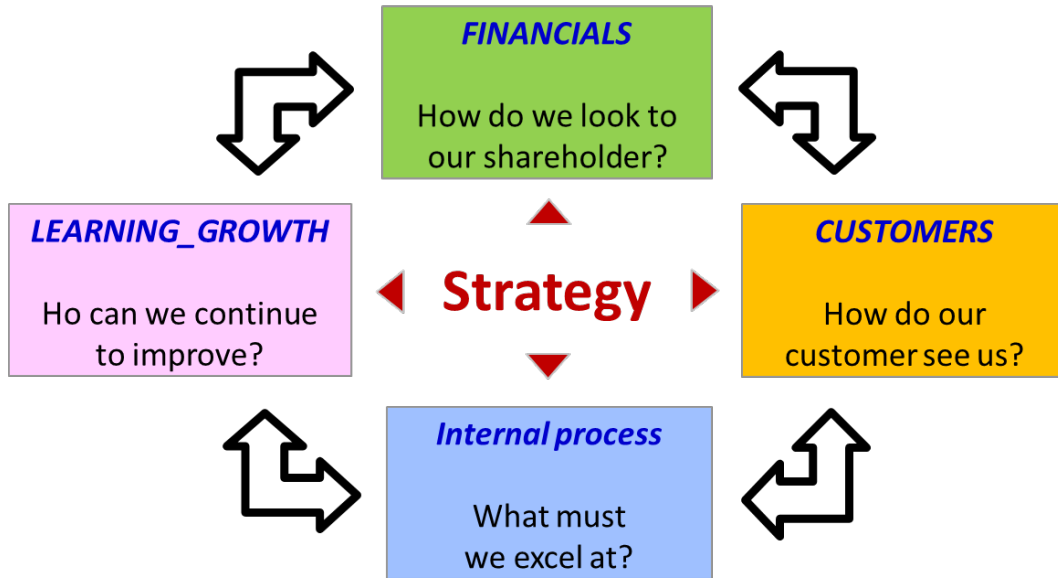 FINANCIALS
How do we look to
our shareholder?
LEARNING_GROWTH
Ho can we continue
to improve?
Strategy
CUSTOMERS
How do our
customer see us?
Internal process
What must
we excel at?